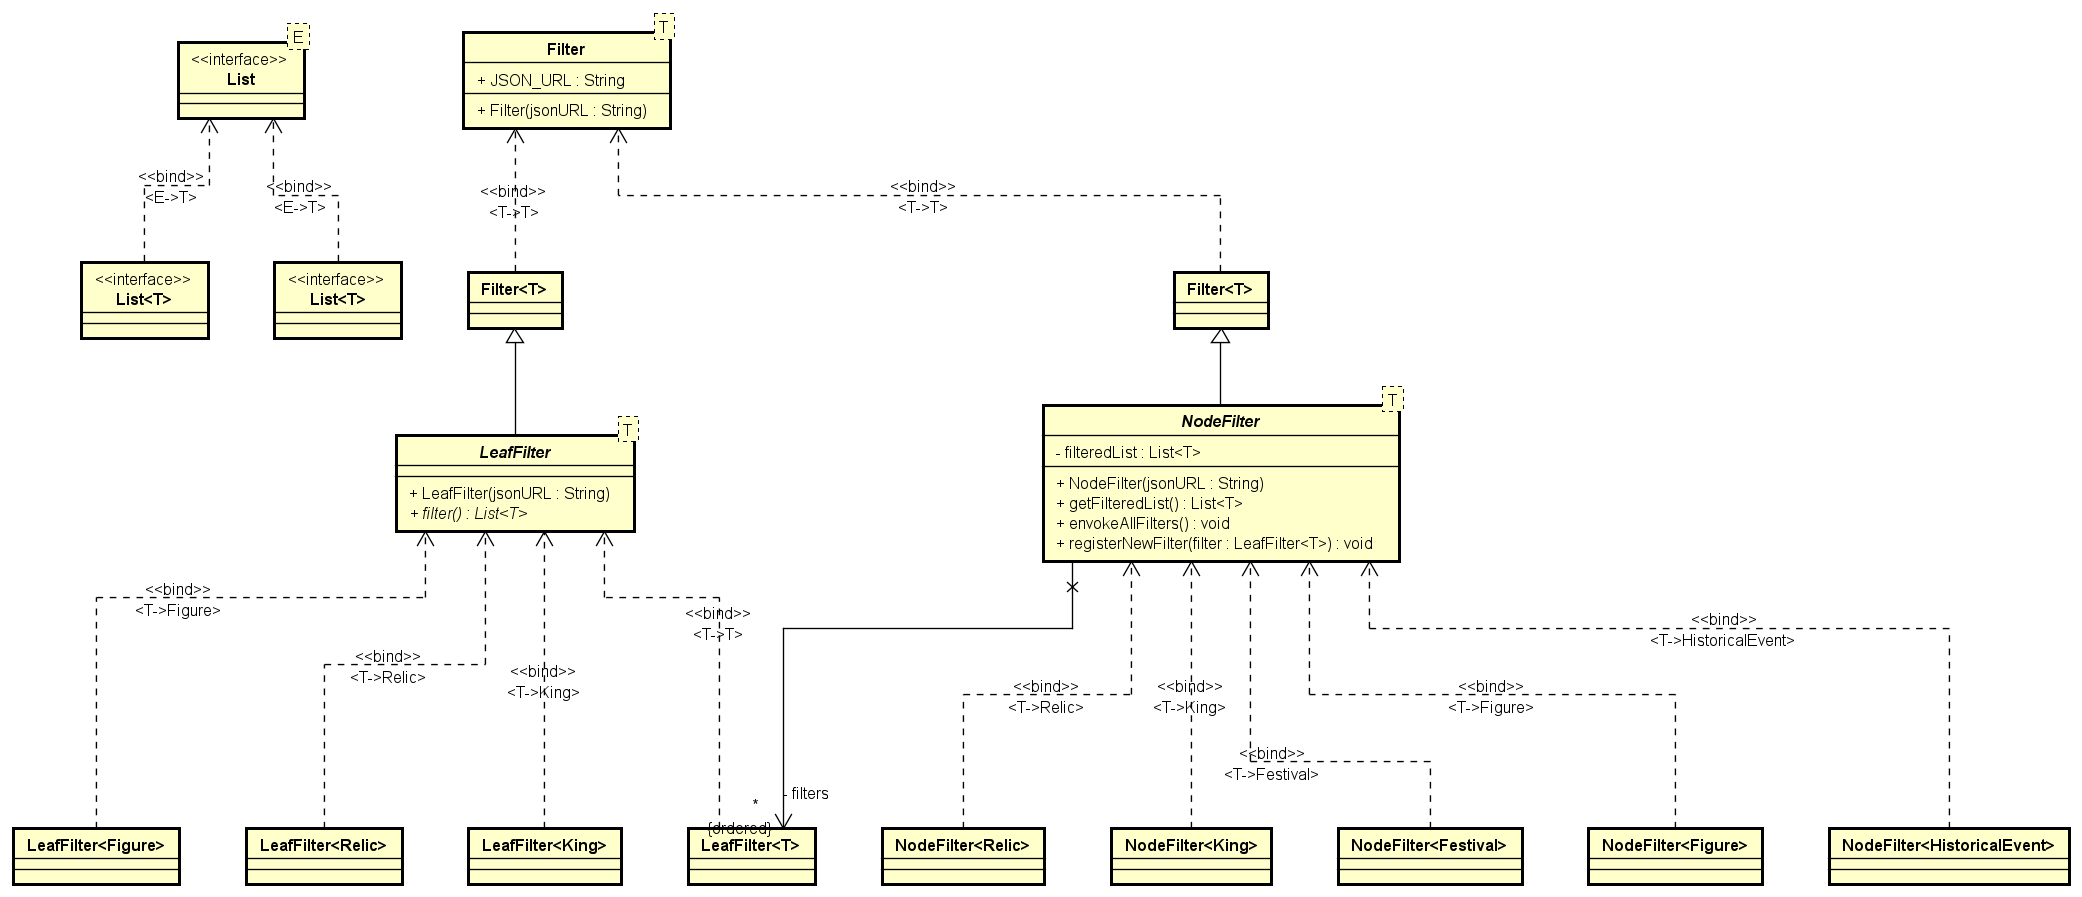 E
<<interface>>
List
T
Filter
+ JSON_URL : String
+ Filter(jsonURL : String)
<<bind>>
<E->T>
<<bind>>
<E->T>
<<bind>>
<T->T>
<<bind>>
<T->T>
<<interface>>
List<T>
<<interface>>
List<T>
Filter<T>
Filter<T>
T
LeafFilter
+ LeafFilter(jsonURL : String)
+ filter() : List<T>
T
NodeFilter
- filteredList : List<T>
+ NodeFilter(jsonURL : String)
+ getFilteredList() : List<T>
+ envokeAllFilters() : void
+ registerNewFilter(filter : LeafFilter<T>) : void
<<bind>>
<T->Figure>
<<bind>>
<T->Relic>
<<bind>>
<T->King>
<<bind>>
<T->T>
<<bind>>
<T->Relic>
<<bind>>
<T->King>
<<bind>>
<T->Festival>
<<bind>>
<T->Figure>
<<bind>>
<T->HistoricalEvent>
- filters
*
{ordered}
LeafFilter<Figure>
LeafFilter<Relic>
LeafFilter<King>
LeafFilter<T>
NodeFilter<Relic>
NodeFilter<King>
NodeFilter<Festival>
NodeFilter<Figure>
NodeFilter<HistoricalEvent>